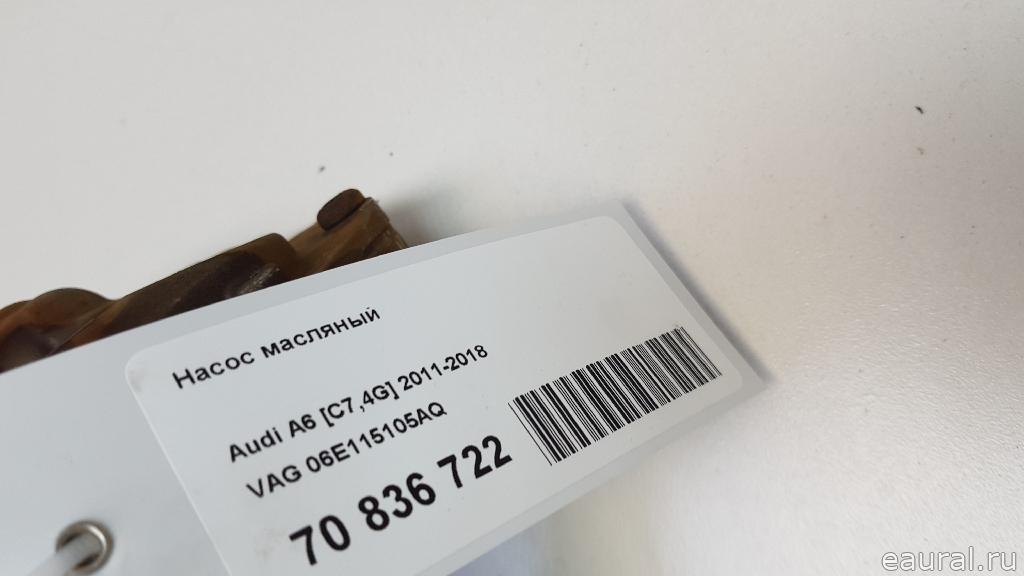 Насос масляный
Audi A6 [C7,4G] 2011-2018
VAG 06E115105AQ
70 836 722
eaural.ru